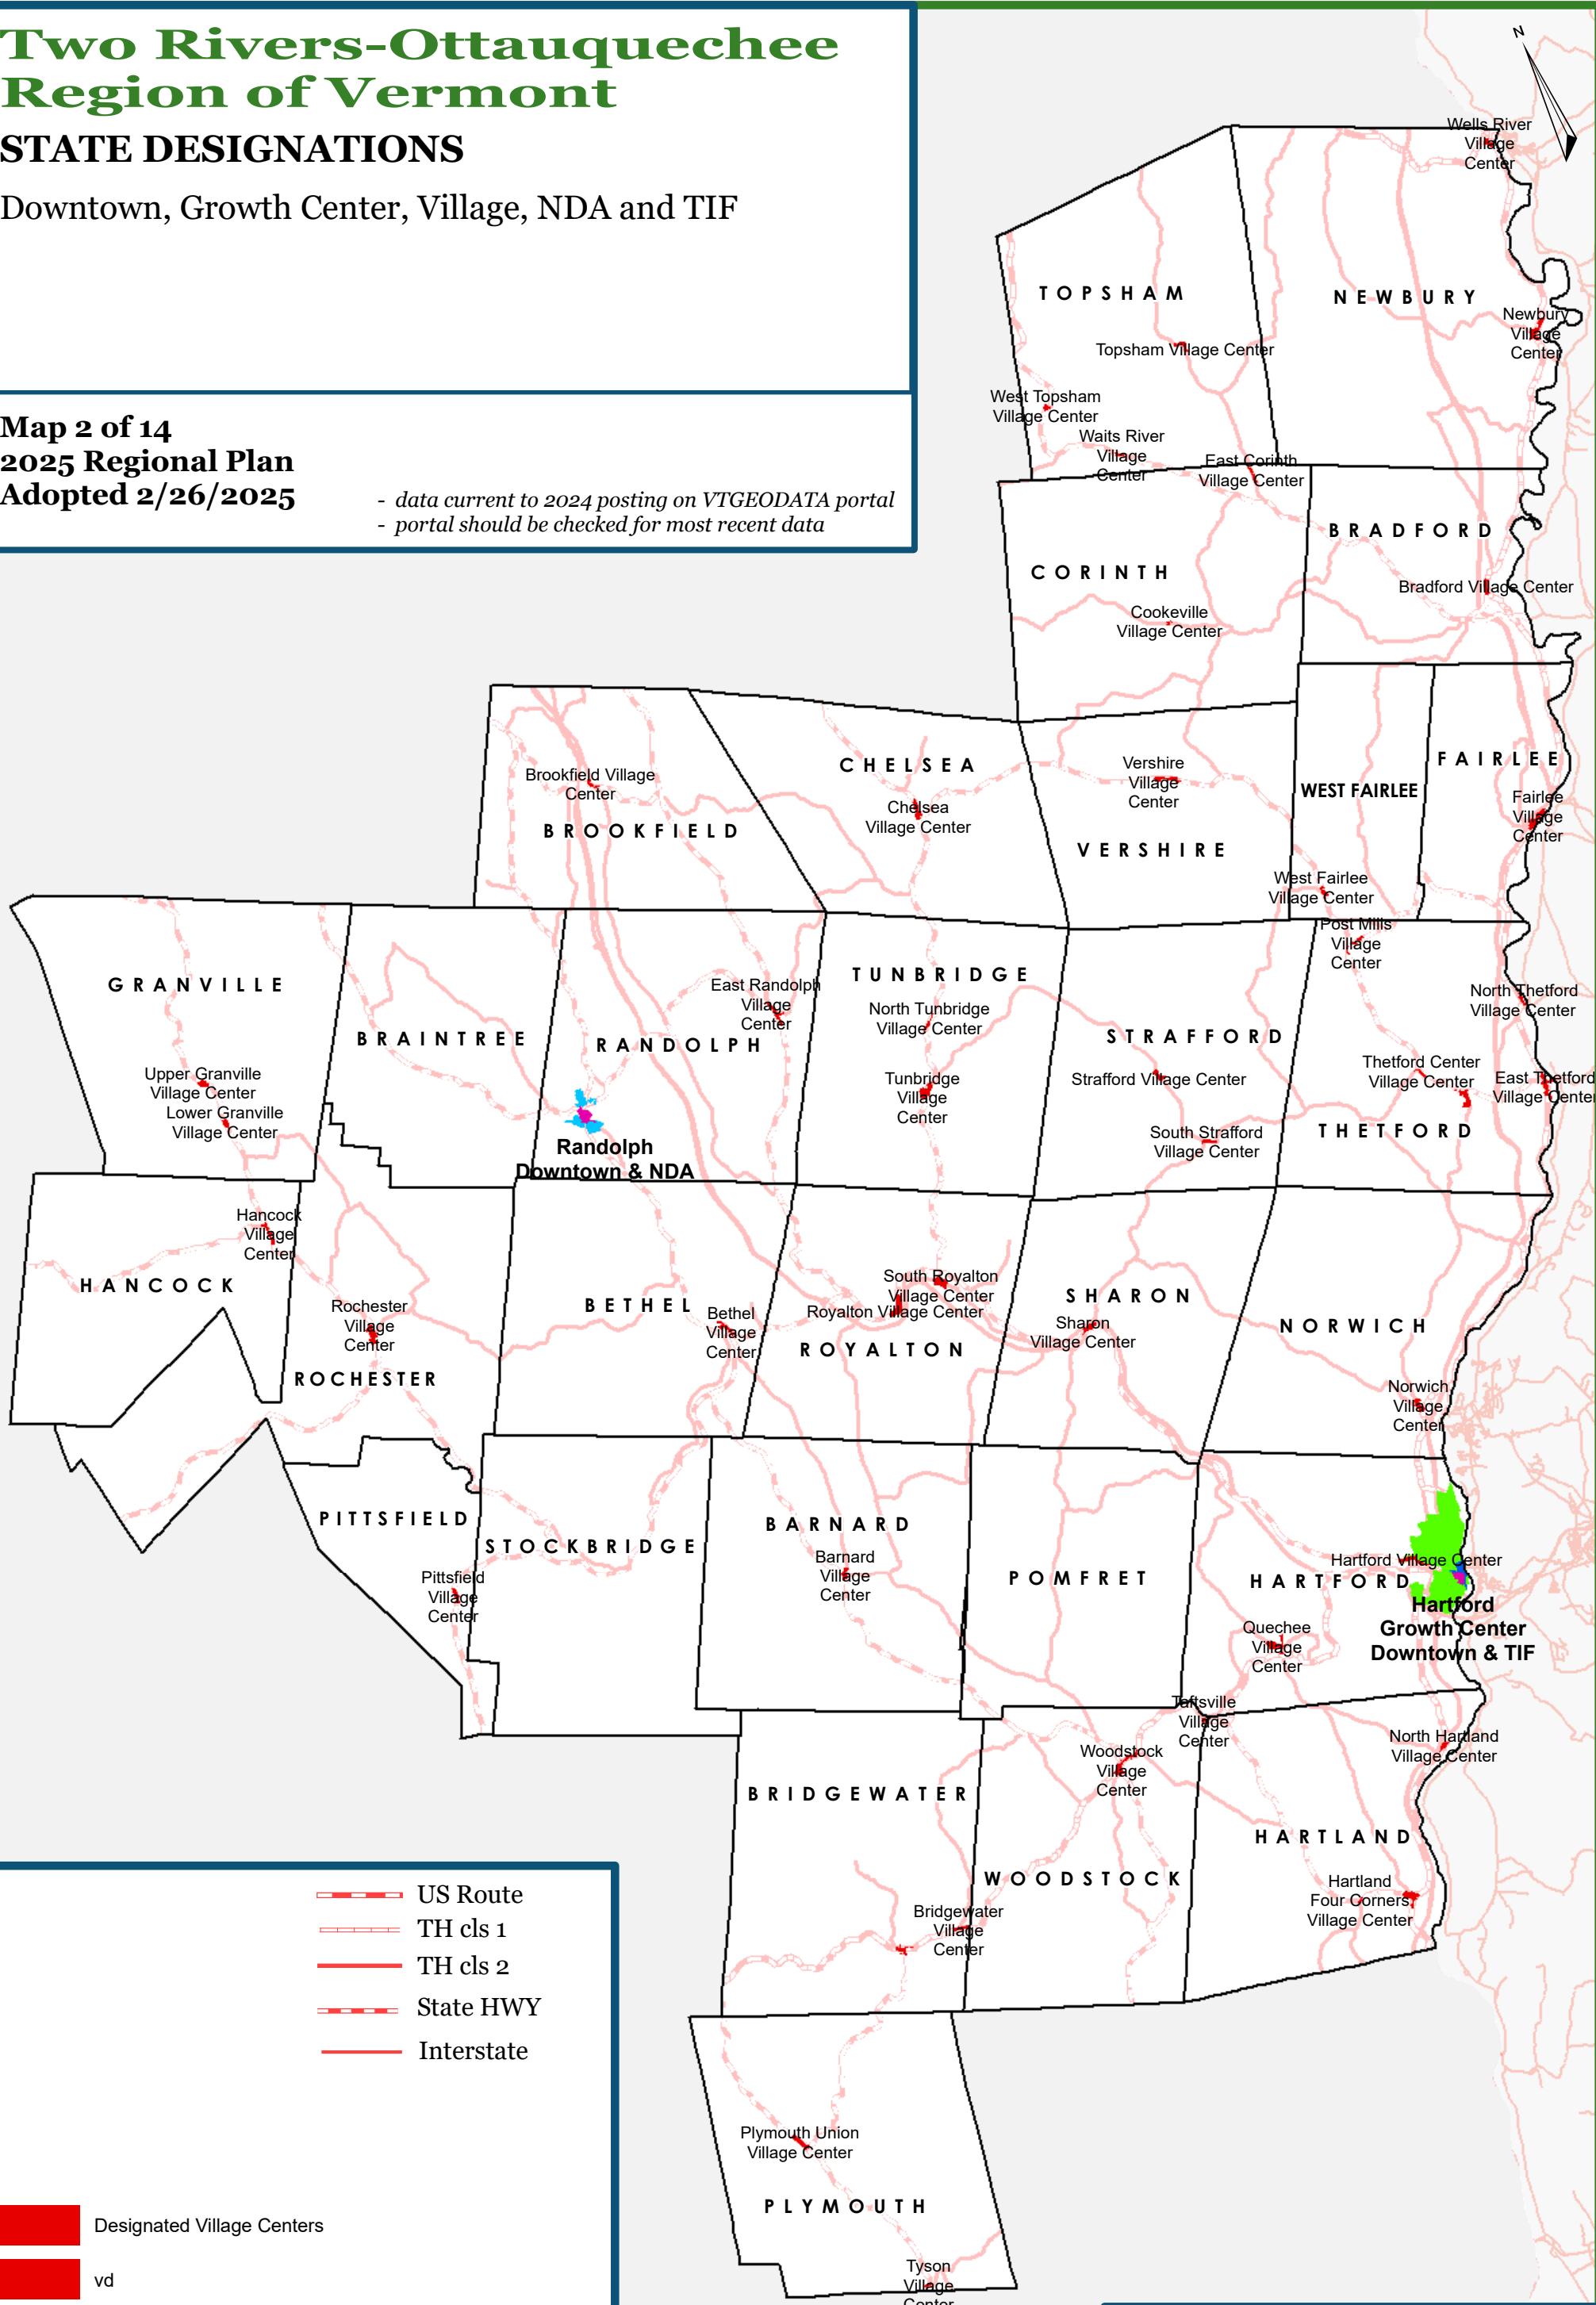 Two Rivers-Ottauquechee
Region of Vermont
STATE DESIGNATIONS
Downtown, Growth Center, Village, NDA and TIF
Map 2 of 14
2025 Regional Plan
Adopted 2/26/2025
- data current to 2024 posting on VTGEODATA portal
- portal should be checked for most recent data
N
Wells River
Village
Center
TOPSHAM
NEWBURY
Newbury
Village
Center
Topsham Village Center
West Topsham
Village Center
Waits River
Village
Center
East Corinth
Village Center
BRADFORD
CORINTH
Bradford Village Center
Cookeville
Village Center
Brookfield Village
Center
BROOKFIELD
CHELSEA
Chelsea
Village Center
Vershire
Village
Center
VERSHIRE
WEST FAIRLEE
FAIRLEE
Fairlee
Village
Center
West Fairlee
Village Center
Post Mills
Village
Center
GRANVILLE
BRAINTREE
RANDOLPH
East Randolph
Village
Center
TUNBRIDGE
North Tunbridge
Village Center
STRAFFORD
North Thetford
Village Center
Upper Granville
Village Center
Lower Granville
Village Center
Tunbridge
Village
Center
Strafford Village Center
Thetford Center
Village Center
East Thetford
Village Center
Randolph
Downtown & NDA
South Strafford
Village Center
THETFORD
Hancock
Village
Center
HANCOCK
Rochester
Village
Center
ROCHESTER
BETHEL
Bethel
Village
Center
South Royalton
Village Center
Royalton Village Center
ROYALTON
SHARON
Sharon
Village Center
NORWICH
Norwich
Village
Center
PITTSFIELD
Pittsfield
Village
Center
STOCKBRIDGE
BARNARD
Barnard
Village
Center
POMFRET
Hartford Village Center
HARTFORD
Hartford
Growth Center
Downtown & TIF
Quechee
Village
Center
Taftsville
Village
Center
Woodstock
Village
Center
North Hartland
Village Center
BRIDGEWATER
HARTLAND
WOODSTOCK
Hartland
Four Corners
Village Center
Bridgewater
Village
Center
US Route
TH cls 1
TH cls 2
State HWY
Interstate
Plymouth Union
Village Center
PLYMOUTH
Tyson
Village
Center
Designated Village Centers
vd